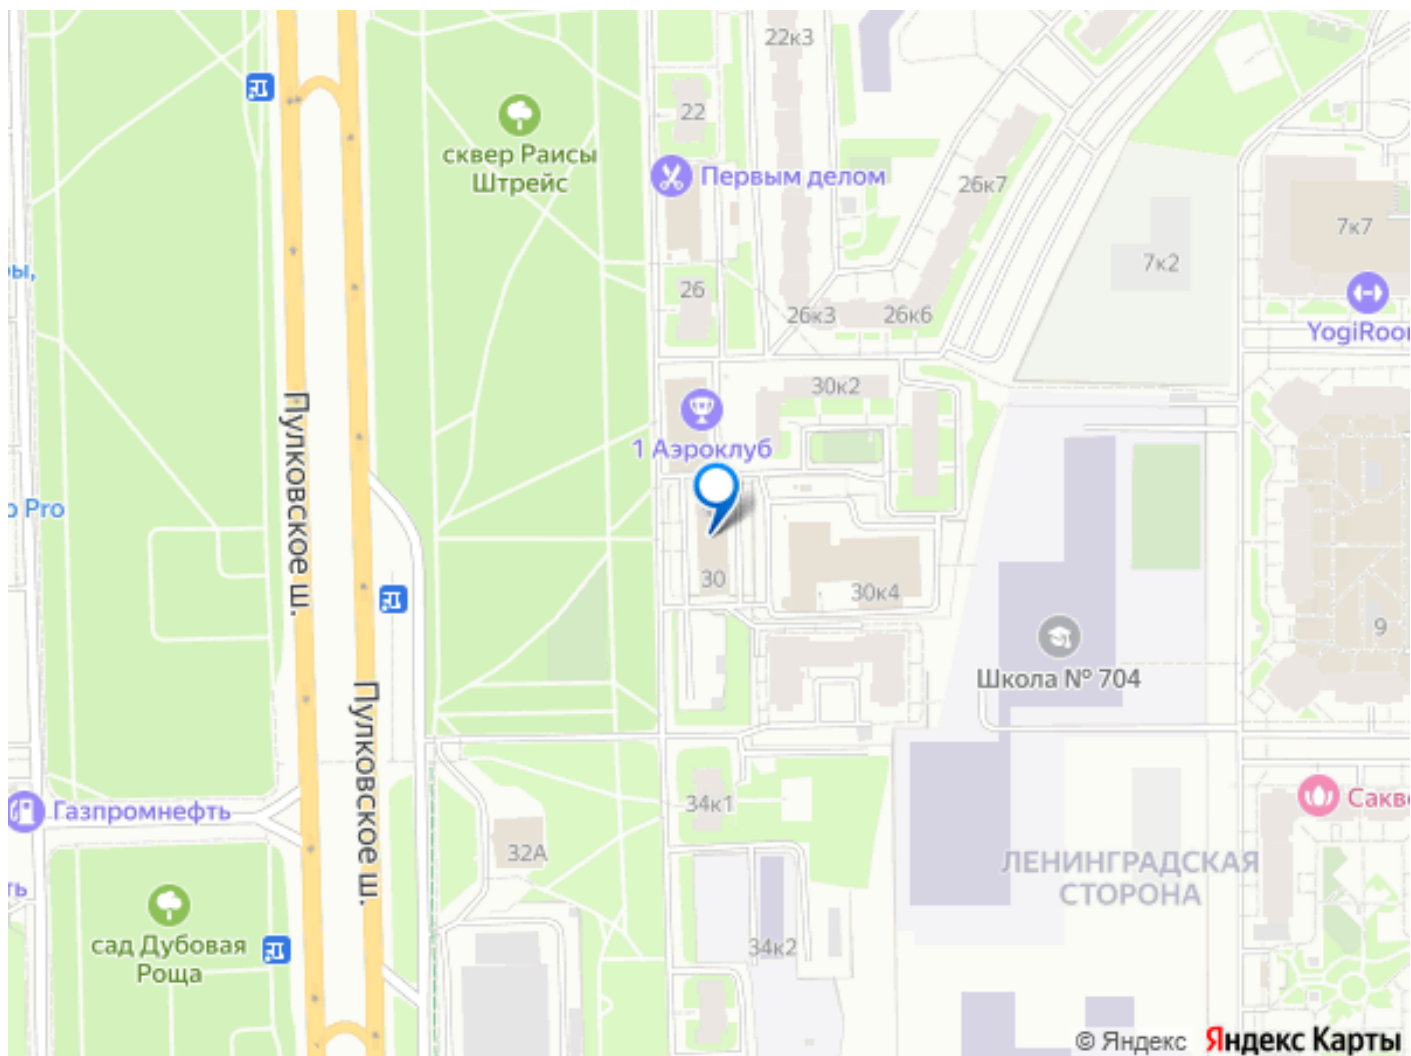 22к3
22
сквер Раисы
Штрейс
Первым делом
26к7
7к7
7к2
ы,
26
26к3
26к6
YogiRoo
30к2
1 Аэроклуб
Пулковское ш.
o Pro
30
30к4
9
Школа № 704
Пулковское ш.
Газпромнефть
34к1
Сакв
32А
ЛЕНИНГРАДСКАЯ
СТОРОНА
ть
сад Дубовая
Роща
34к2
© Яндекс Яндекс Карты